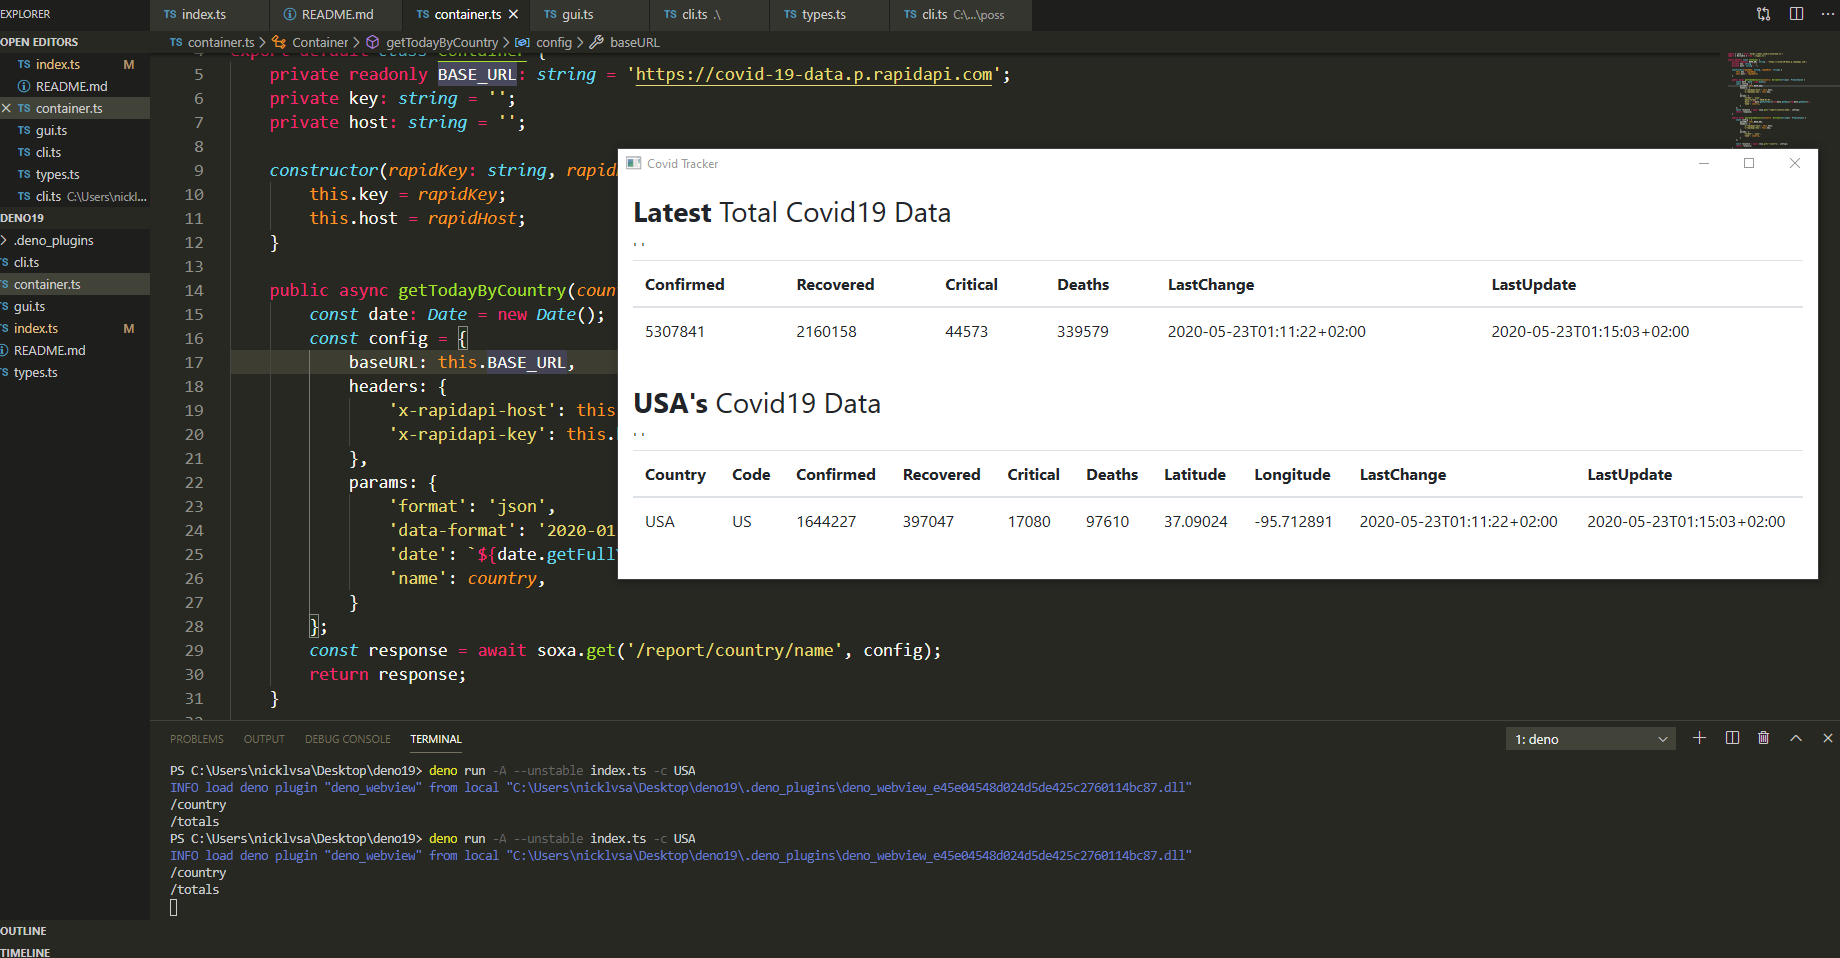 EXPLORER
TS index.ts README.md TS container.ts TS gui.ts TS cli.ts .\ TS types.ts TS cli.ts C:\...\poss
OPEN EDITORS
TS container.ts > Container > getTodayByCountry > config > baseURL
TS index.ts M
README.md
TS container.ts
TS gui.ts
TS cli.ts
TS types.ts
TS cli.ts C:\Users\nickl...
DENO19
.deno_plugins
TS cli.ts
TS container.ts
TS gui.ts
TS index.ts M
README.md
TS types.ts
OUTLINE
TIMELINE
5 private readonly BASE_URL: string = 'https://covid-19-data.p.rapidapi.com';
6 private key: string = '';
7 private host: string = '';
8
9 constructor(rapidKey: string, rapid
10 this.key = rapidKey;
11 this.host = rapidHost;
12 }
13
14 public async getTodayByCountry(coun
15 const date: Date = new Date();
16 const config = {
17 baseURL: this.BASE_URL,
18 headers: {
19 'x-rapidapi-host': this
20 'x-rapidapi-key': this.
21 },
22 params: {
23 'format': 'json',
24 'data-format': '2020-01
25 'date': `${date.getFull
26 'name': country,
27 }
28 };
29 const response = await soxa.get('/report/country/name', config);
30 return response;
31 }
Covid Tracker
Latest Total Covid19 Data
Confirmed Recovered Critical Deaths LastChange LastUpdate
5307841 2160158 44573 339579 2020-05-23T01:11:22+02:00 2020-05-23T01:15:03+02:00
USA's Covid19 Data
Country Code Confirmed Recovered Critical Deaths Latitude Longitude LastChange LastUpdate
USA US 1644227 397047 17080 97610 37.09024 -95.712891 2020-05-23T01:11:22+02:00 2020-05-23T01:15:03+02:00
PROBLEMS OUTPUT DEBUG CONSOLE TERMINAL 1: deno
PS C:\Users\nicklvsa\Desktop\deno19> deno run -A --unstable index.ts -c USA
INFO load deno plugin "deno_webview" from local "C:\Users\nicklvsa\Desktop\deno19\.deno_plugins\deno_webview_e45e04548d024d5de425c2760114bc87.dll"
/country
/totals
PS C:\Users\nicklvsa\Desktop\deno19> deno run -A --unstable index.ts -c USA
INFO load deno plugin "deno_webview" from local "C:\Users\nicklvsa\Desktop\deno19\.deno_plugins\deno_webview_e45e04548d024d5de425c2760114bc87.dll"
/country
/totals